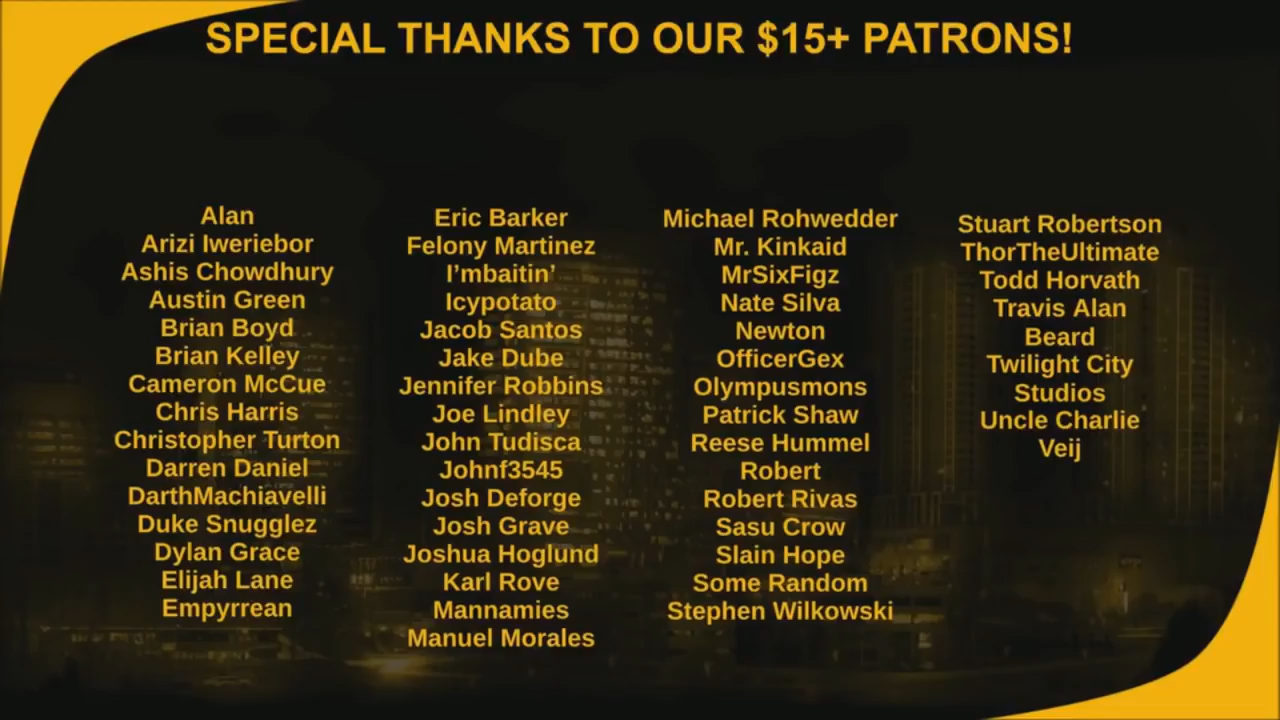 SPECIAL THANKS TO OUR $15+ PATRONS!
Alan
Arizi Iweriebor
Ashis Chowdhury
Austin Green
Brian Boyd
Brian Kelley
Cameron McCue
Chris Harris
Christopher Turton
Darren Daniel
DarthMachiavelli
Duke Snugglez
Dylan Grace
Elijah Lane
Empyrrean
Eric Barker
Felony Martinez
I’mbaitin’
Icypotato
Jacob Santos
Jake Dube
Jennifer Robbins
Joe Lindley
John Tudisca
Johnf3545
Josh Deforge
Josh Grave
Joshua Hoglund
Karl Rove
Mannamies
Manuel Morales
Michael Rohwedder
Mr. Kinkaid
MrSixFigz
Nate Silva
Newton
OfficerGex
Olympusmons
Patrick Shaw
Reese Hummel
Robert
Robert Rivas
Sasu Crow
Slain Hope
Some Random
Stephen Wilkowski
Stuart Robertson
ThorTheUltimate
Todd Horvath
Travis Alan
Beard
Twilight City
Studios
Uncle Charlie
Veij